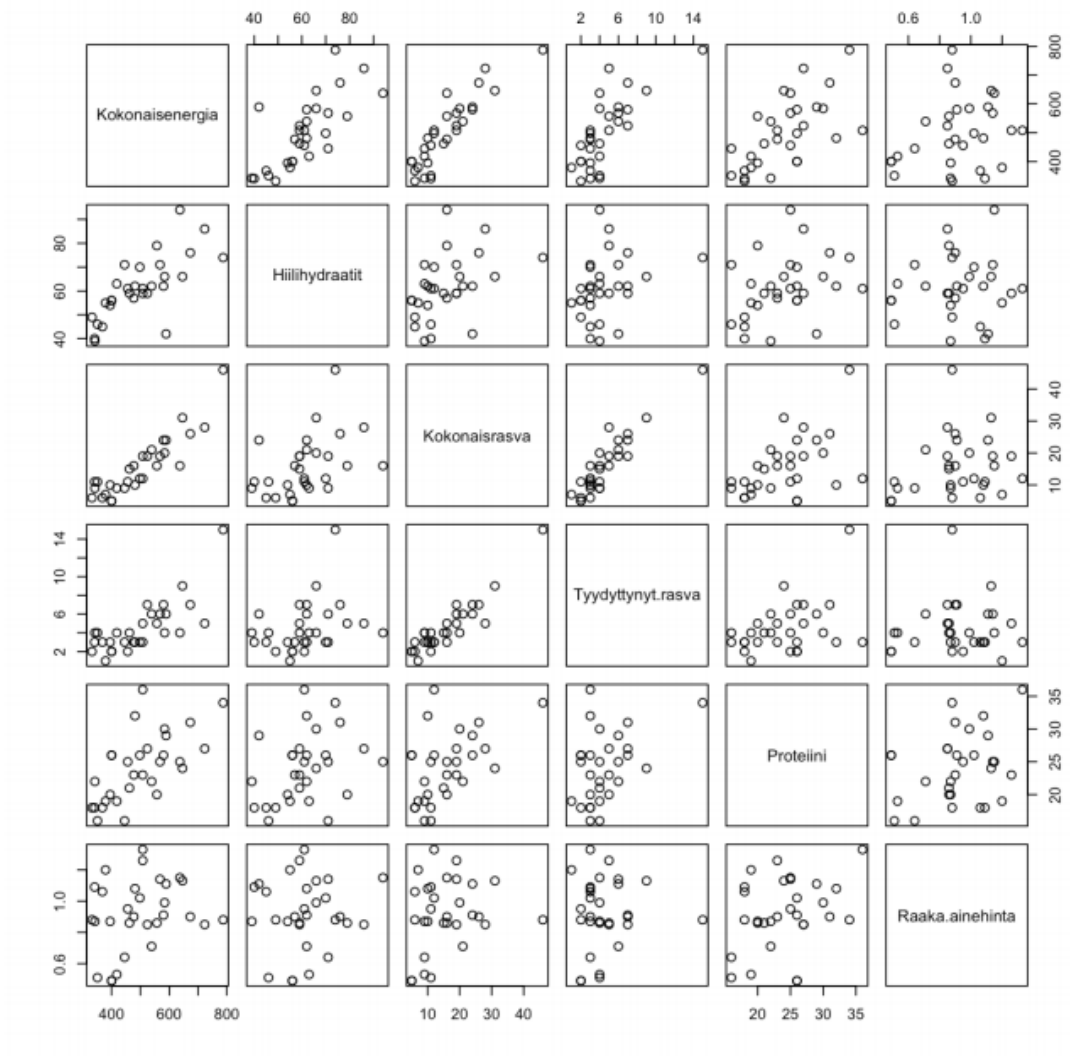 40 60 80 2 6 10 14 0.6 1.0
Kokonaisenergia
400 600 800
40 60 80
Hiilihydraatit
Kokonaisrasva
10 20 30 40
2 6 10 14
Tyydyttynyt.rasva
Proteiini
20 25 30 35
0.6 1.0
Raaka.ainehinta
400 600 800 10 20 30 40 20 25 30 35